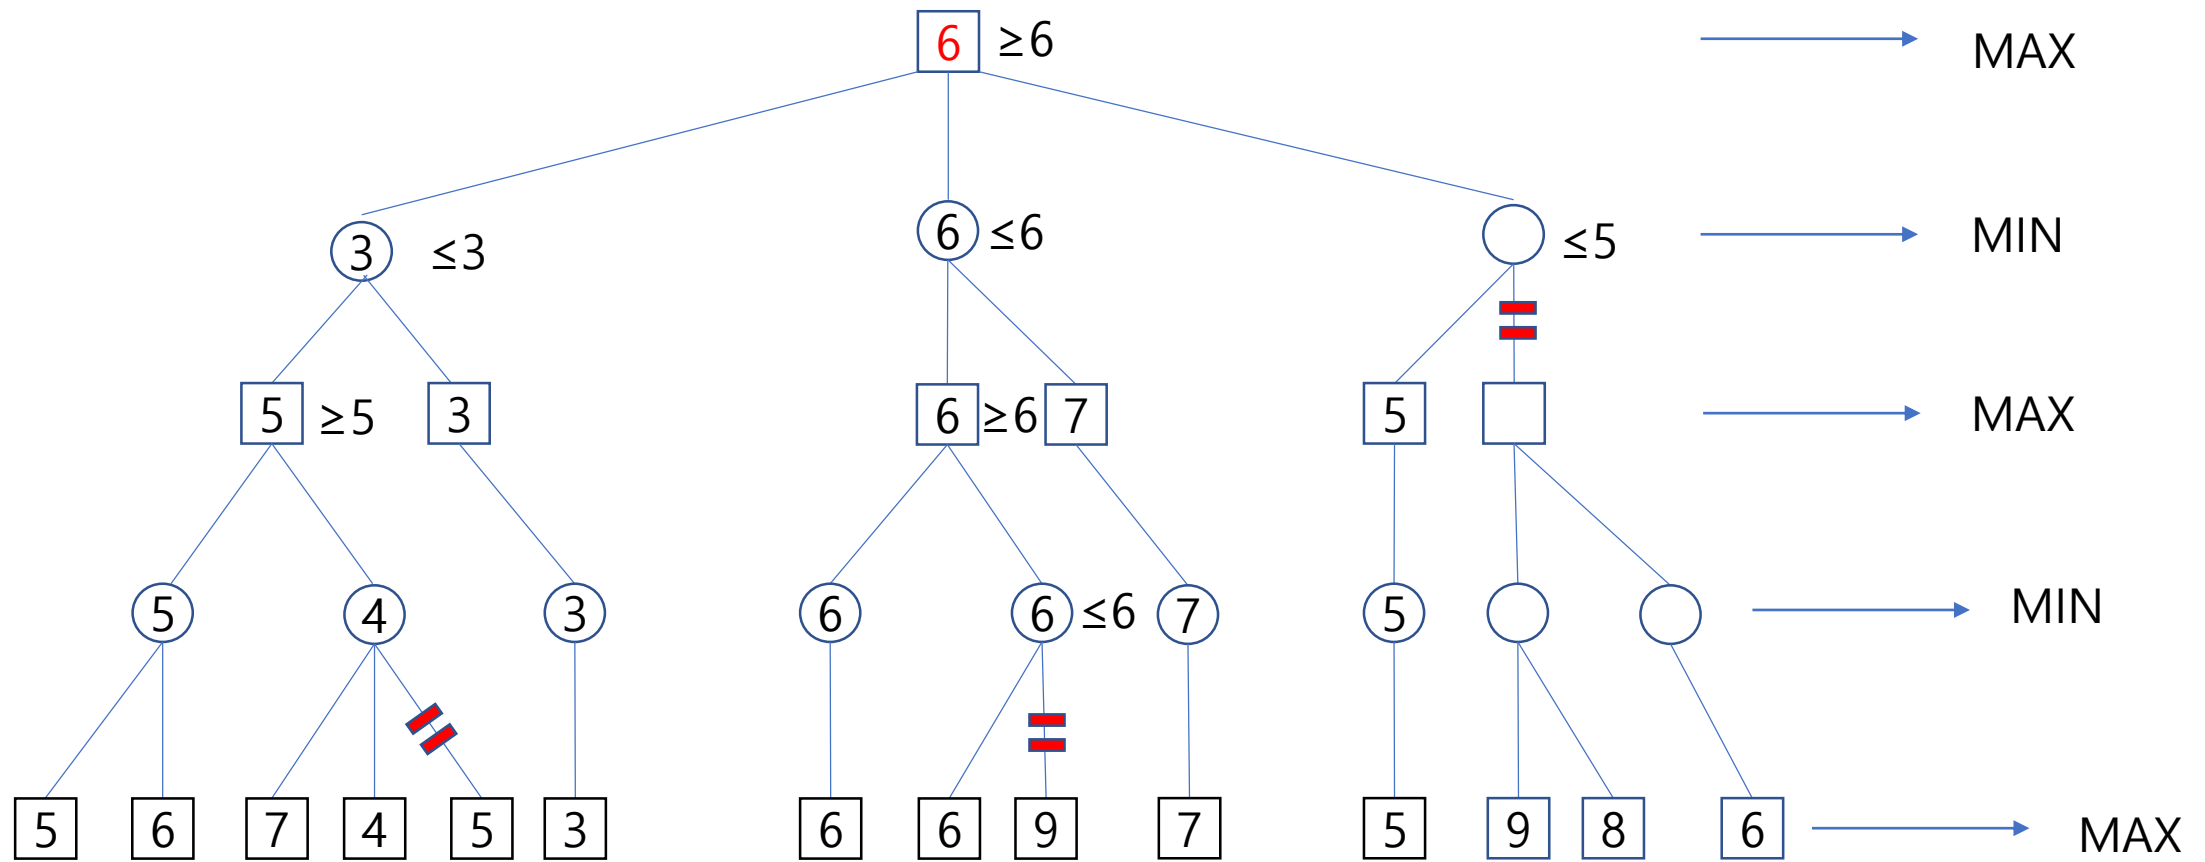 6 ≥6 MAX
3 ≤3 6 ≤6 ≤5 MIN
5 ≥5 3 6 ≥6 7 5 MAX
5 4 3 6 6 ≤6 7 5 MIN
5 6 7 4 5 3 6 6 9 7 5 9 8 6 MAX